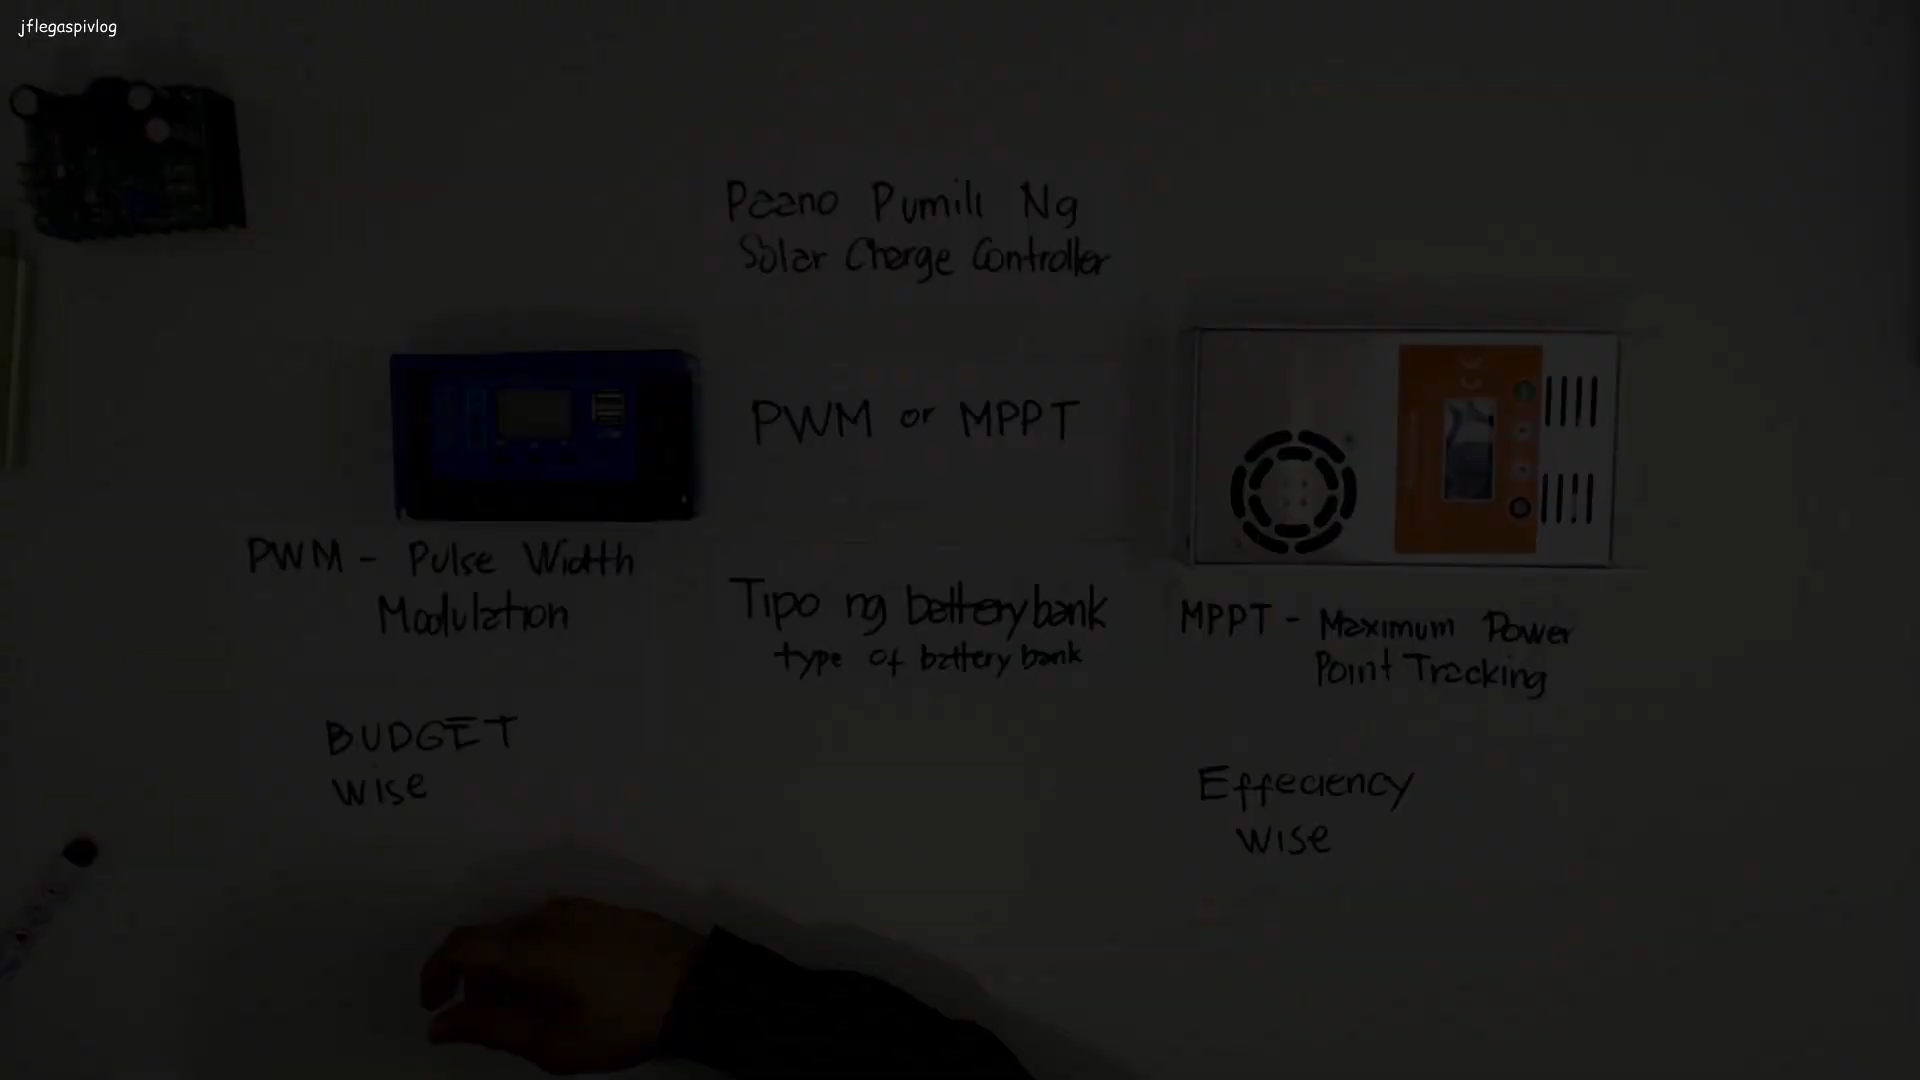 jflegaspivlog
Paano Pumili Ng
Solar Charge Controller
PWM or MPPT
PWM - Pulse Width
Modulation
Tipo ng battery bank
type of battery bank
MPPT - Maximum Power
Point Tracking
BUDGET
wise
Effeciency
wise